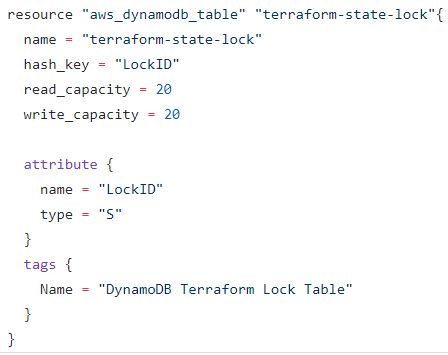 resource "aws_dynamodb_table" "terraform-state-lock"{
name = "terraform-state-lock"
hash_key = "LockID"
read_capacity = 20
write_capacity = 20
attribute {
name = "LockID"
type = "S"
}
tags {
Name = "DynamoDB Terraform Lock Table"
}
}